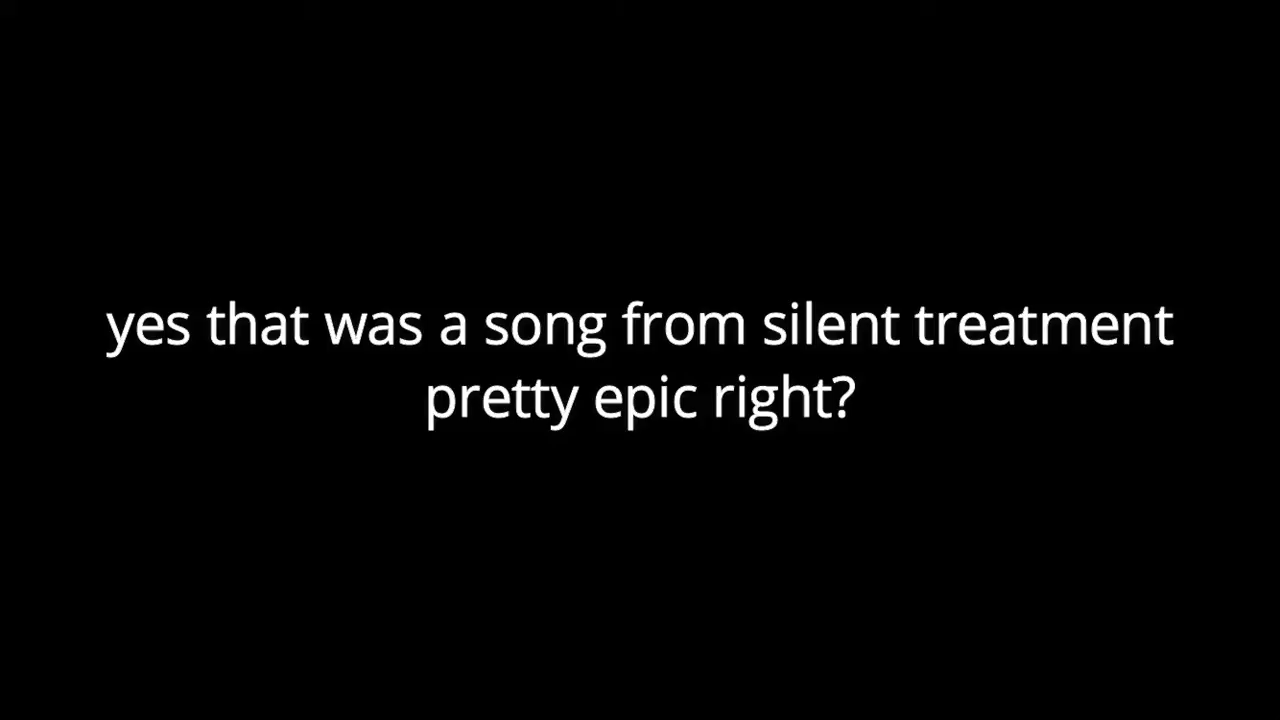 yes that was a song from silent treatment
pretty epic right?